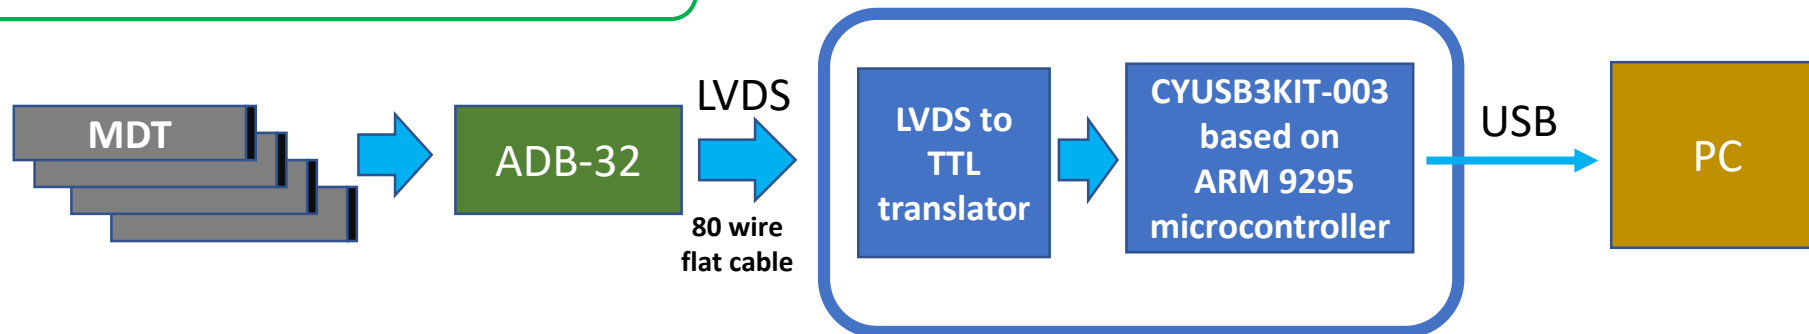 MDT
ADB-32
LVDS
80 wire
flat cable
LVDS to
TTL
translator
CYUSB3KIT-003
based on
ARM 9295
microcontroller
USB
PC